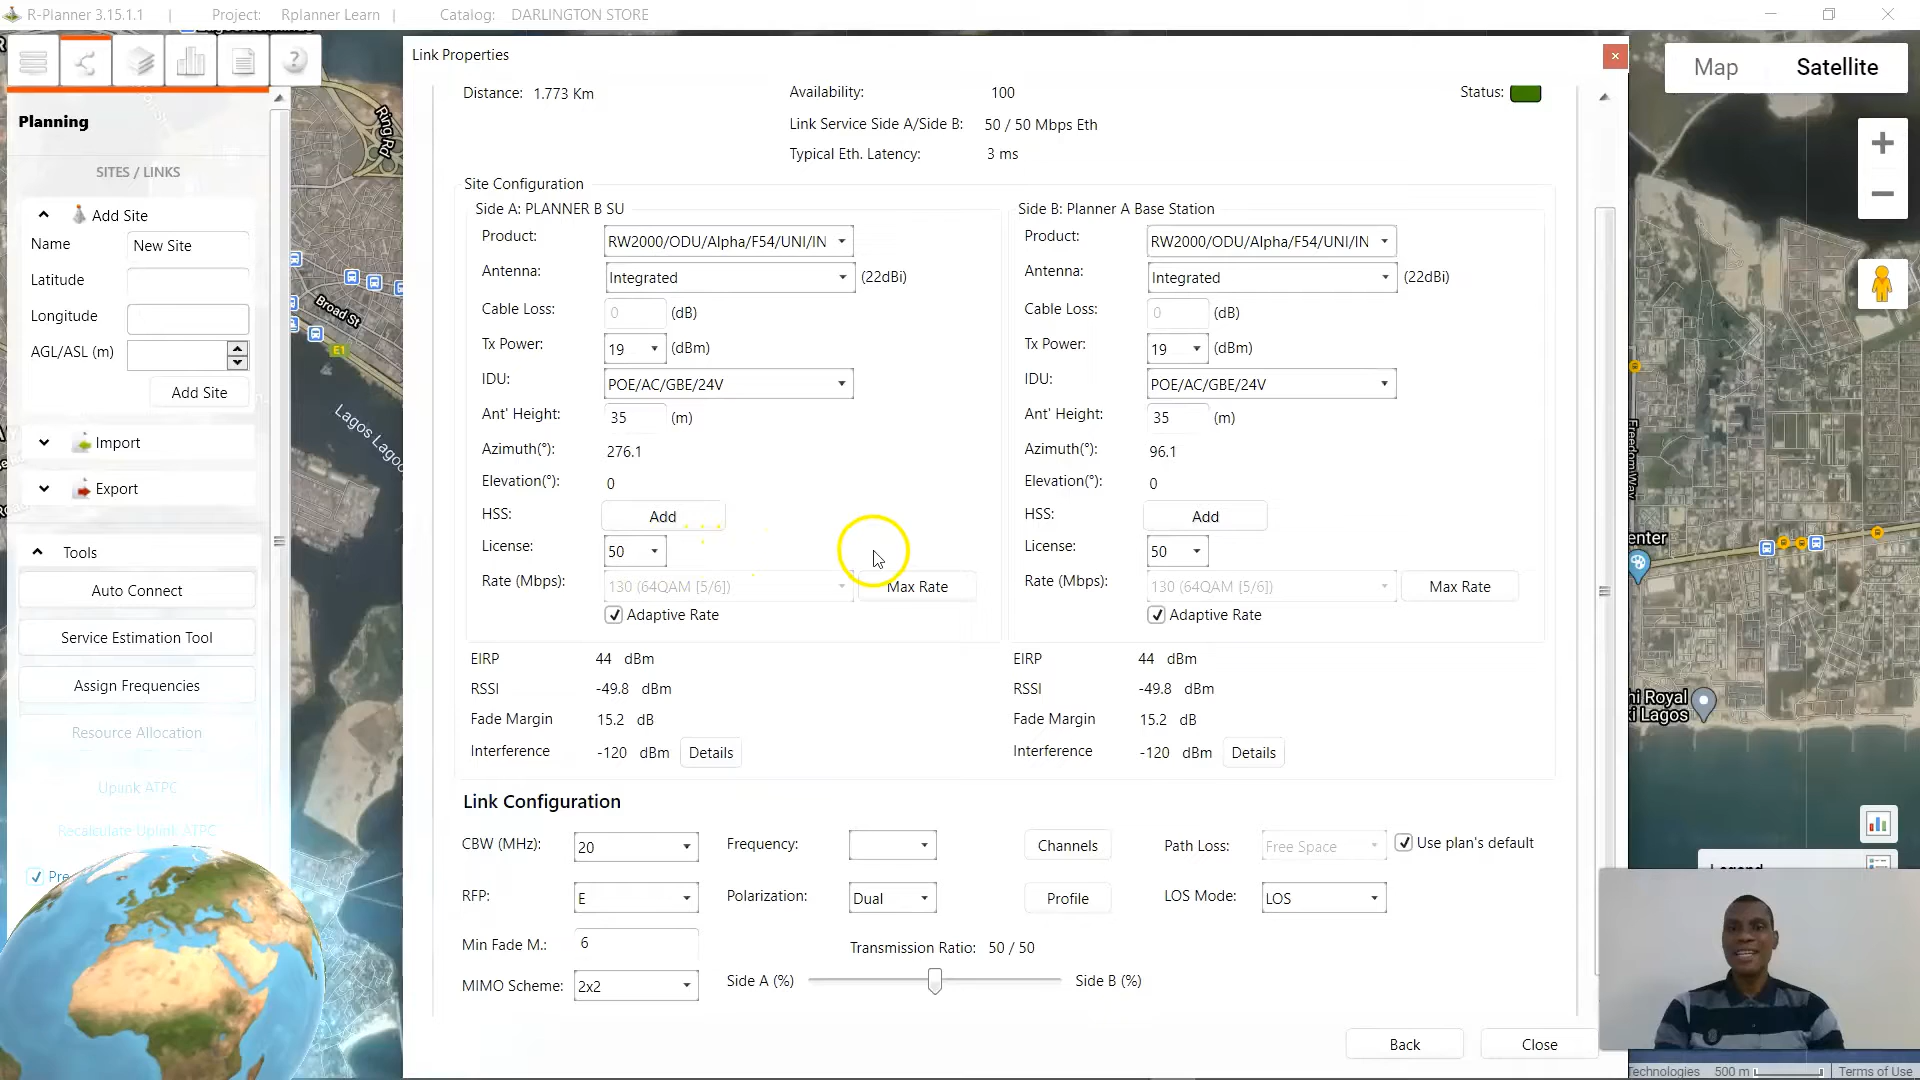 R-Planner 3.15.1.1 | Project: Rplanner Learn | Catalog: DARLINGTON STORE
Link Properties
Map Satellite
Planning
SITES / LINKS
Add Site
Name New Site
Latitude
Longitude
AGL/ASL (m)
Add Site
Import
Export
Tools
Auto Connect
Service Estimation Tool
Assign Frequencies
Resource Allocation
Uplink ATPC
Recalculate Uplink ATPC
Pre
Ring Rd
Broad St
E1
Lagos Lagoo
Distance: 1.773 Km Availability: 100 Status:
Link Service Side A/Side B: 50 / 50 Mbps Eth
Typical Eth. Latency: 3 ms
Site Configuration
Side A: PLANNER B SU
Product: RW2000/ODU/Alpha/F54/UNI/IN
Antenna: Integrated (22dBi)
Cable Loss: 0 (dB)
Tx Power: 19 (dBm)
IDU: POE/AC/GBE/24V
Ant' Height: 35 (m)
Azimuth(°): 276.1
Elevation(°): 0
HSS: Add
License: 50
Rate (Mbps): 130 (64QAM [5/6]) Max Rate
Adaptive Rate
EIRP 44 dBm
RSSI -49.8 dBm
Fade Margin 15.2 dB
Interference -120 dBm Details
Side B: Planner A Base Station
Product: RW2000/ODU/Alpha/F54/UNI/IN
Antenna: Integrated (22dBi)
Cable Loss: 0 (dB)
Tx Power: 19 (dBm)
IDU: POE/AC/GBE/24V
Ant' Height: 35 (m)
Azimuth(°): 96.1
Elevation(°): 0
HSS: Add
License: 50
Rate (Mbps): 130 (64QAM [5/6]) Max Rate
Adaptive Rate
EIRP 44 dBm
RSSI -49.8 dBm
Fade Margin 15.2 dB
Interference -120 dBm Details
Link Configuration
CBW (MHz): 20 Frequency: Channels Path Loss: Free Space Use plan's default
RFP: E Polarization: Dual Profile LOS Mode: LOS
Min Fade M.: 6 Transmission Ratio: 50 / 50
MIMO Scheme: 2x2 Side A (%) Side B (%)
Back Close
Freedom Way
enter
hi Royal
ki Lagos
Legend
Technologies 500 m Terms of Use